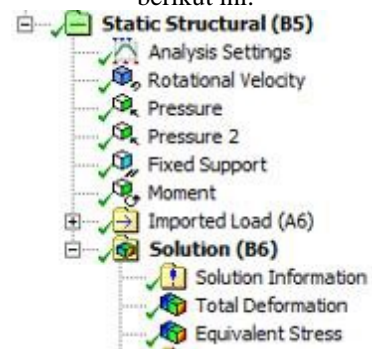 berikut ini:
Static Structural (B5)
Analysis Settings
Rotational Velocity
Pressure
Pressure 2
Fixed Support
Moment
Imported Load (A6)
Solution (B6)
Solution Information
Total Deformation
Equivalent Stress